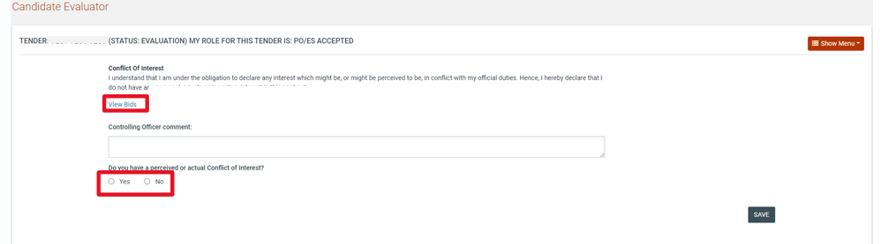 Candidate Evaluator
TENDER: (STATUS: EVALUATION) MY ROLE FOR THIS TENDER IS: PO/ES ACCEPTED
Show Menu
Conflict Of Interest
I understand that I am under the obligation to declare any interest which might be, or might be perceived to be, in conflict with my official duties. Hence, I hereby declare that I
do not have
View Bids
Controlling Officer comment:
Do you have a perceived or actual Conflict of Interest?
Yes No
SAVE